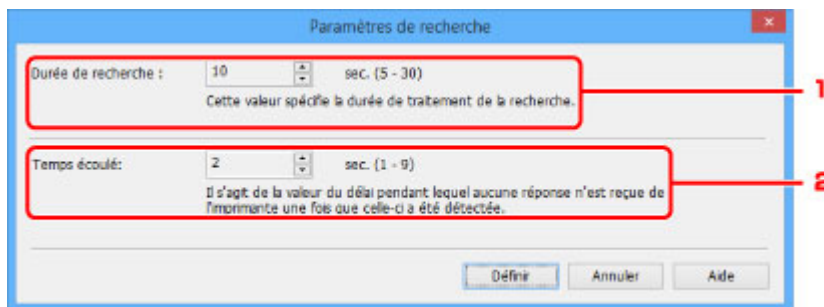 Paramètres de recherche
Durée de recherche : 10 sec. (5 - 30)
1
Cette valeur spécifie la durée de traitement de la recherche.
Temps écoulé: 2 sec. (1 - 9)
2
Il s'agit de la valeur du délai pendant lequel aucune réponse n'est reçue de
l'imprimante une fois que celle-ci a été détectée.
Définir Annuler Aide